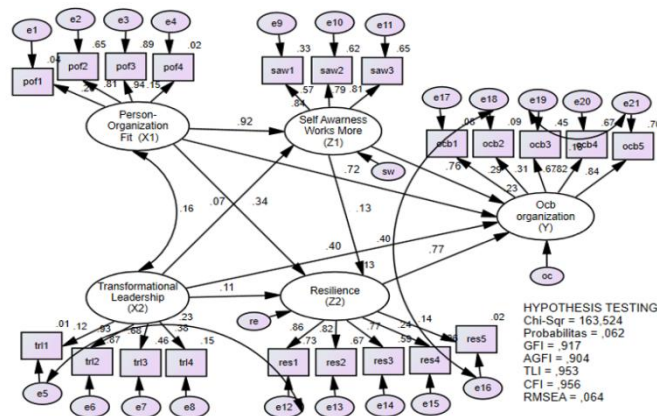 e1
e2
e3
e4
.04
.65
.89
.02
pof1
pof2
pof3
pof4
.81
.94
.15
Person-
Organization
Fit (X1)
e9
e10
e11
.33
.62
.65
saw1
saw2
saw3
.57
.79
.81
.84
Self Awarness
Works More
(Z1)
sw
.92
.72
.07
.34
.16
.13
e17
e18
e19
e20
e21
.09
.45
.67
ocb1
ocb2
ocb3
ocb4
ocb5
.76
.29
.31
.84
.23
Ocb
organization
(Y)
oc
.40
.40
.77
.11
.13
Transformational
Leadership
(X2)
Resilience
(Z2)
re
.01
.12
.93
.68
.23
.38
.87
.46
.15
trl1
trl2
trl3
trl4
e5
e6
e7
e8
.86
.82
.77
.24
.14
.02
.73
.67
.59
res1
res2
res3
res4
res5
e12
e13
e14
e15
e16
HYPOTHESIS TESTING
Chi-Sqr = 163,524
Probabilitas = ,062
GFI = ,917
AGFI = ,904
TLI = ,953
CFI = ,956
RMSEA = ,064